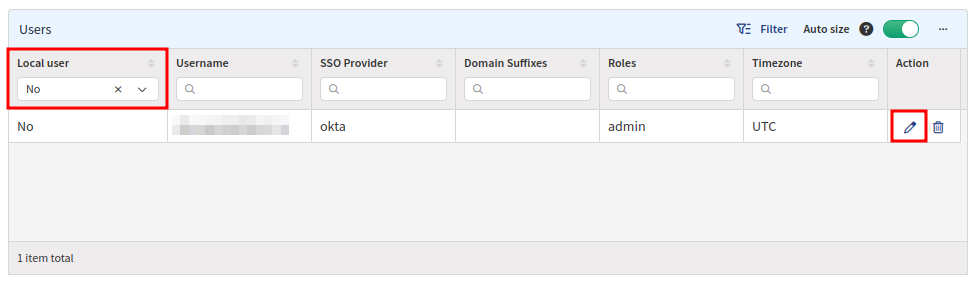 Users
Filter Auto size ? ...
Local user Username SSO Provider Domain Suffixes Roles Timezone Action
No
No okta admin UTC
1 item total